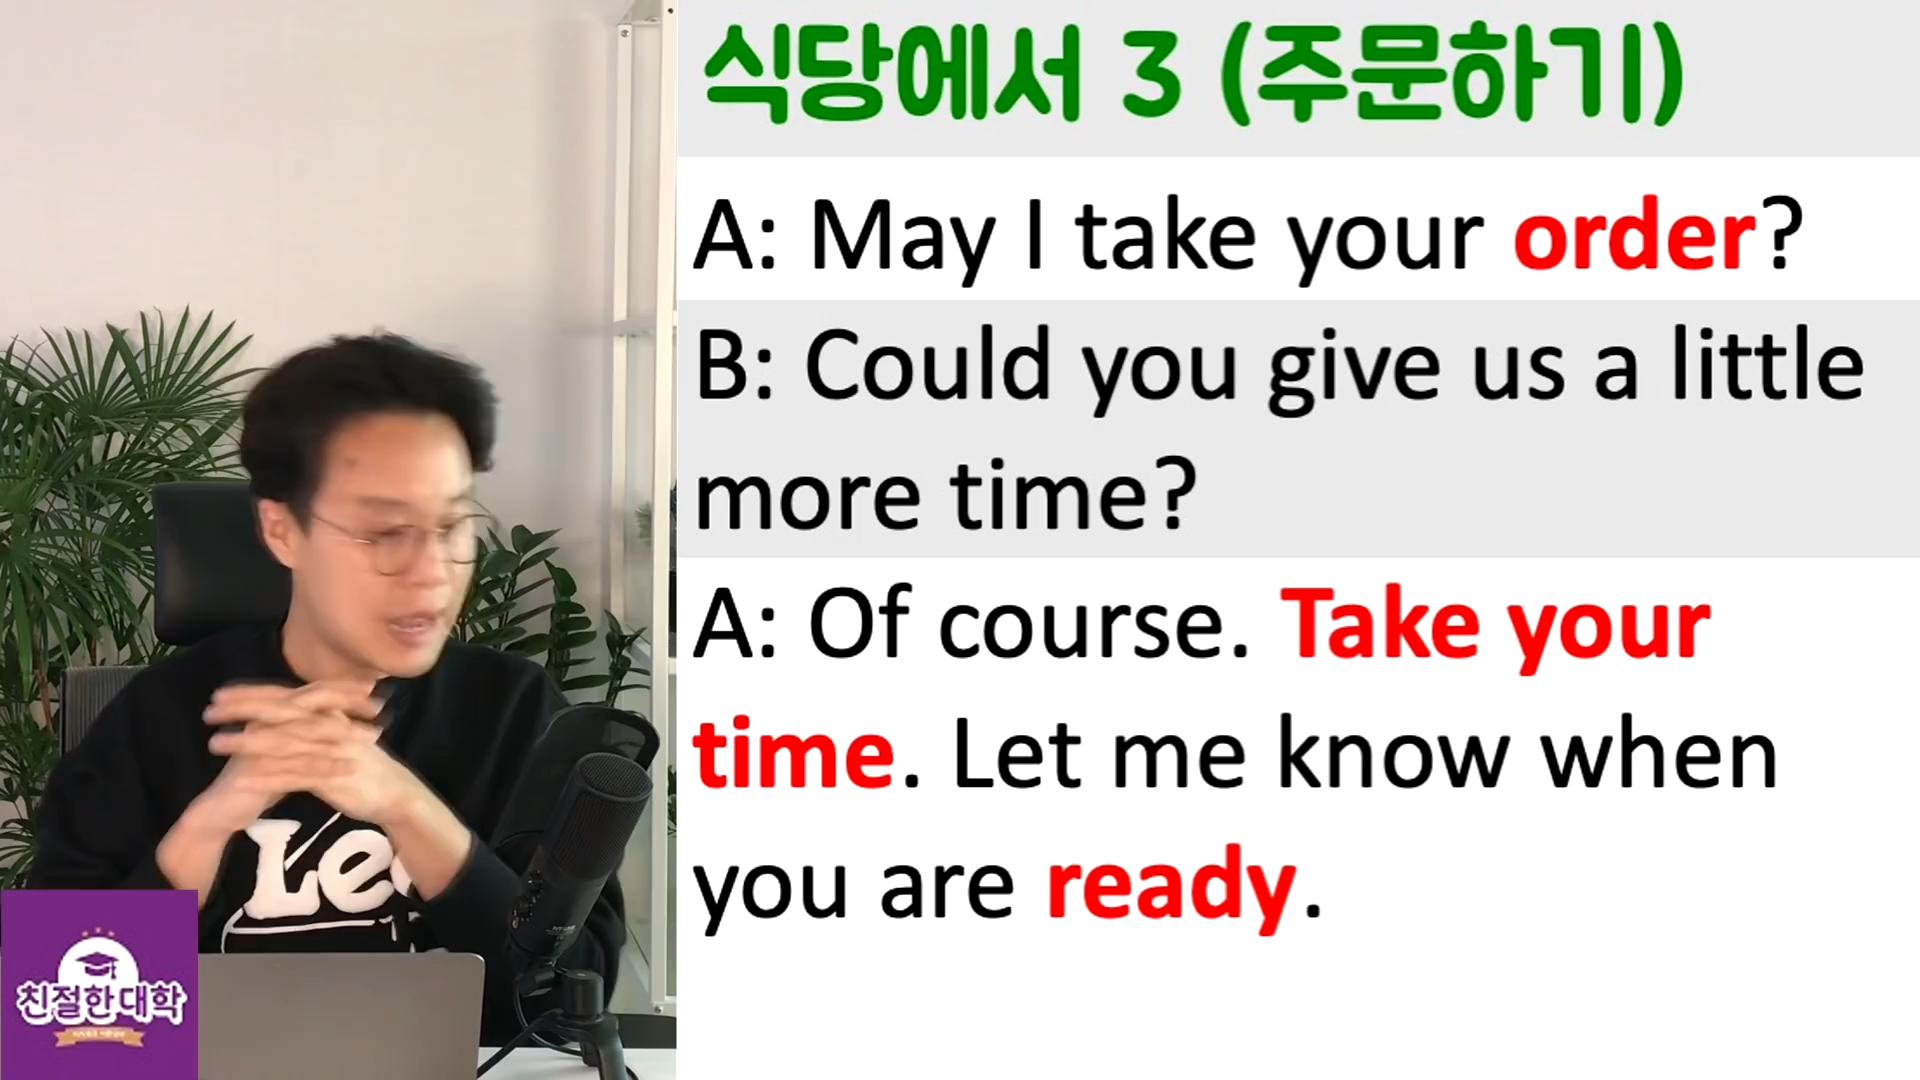 식당에서 3 (주문하기)
A: May I take your order?
B: Could you give us a little
more time?
A: Of course. Take your
time. Let me know when
you are ready.
Lee
친절한대학